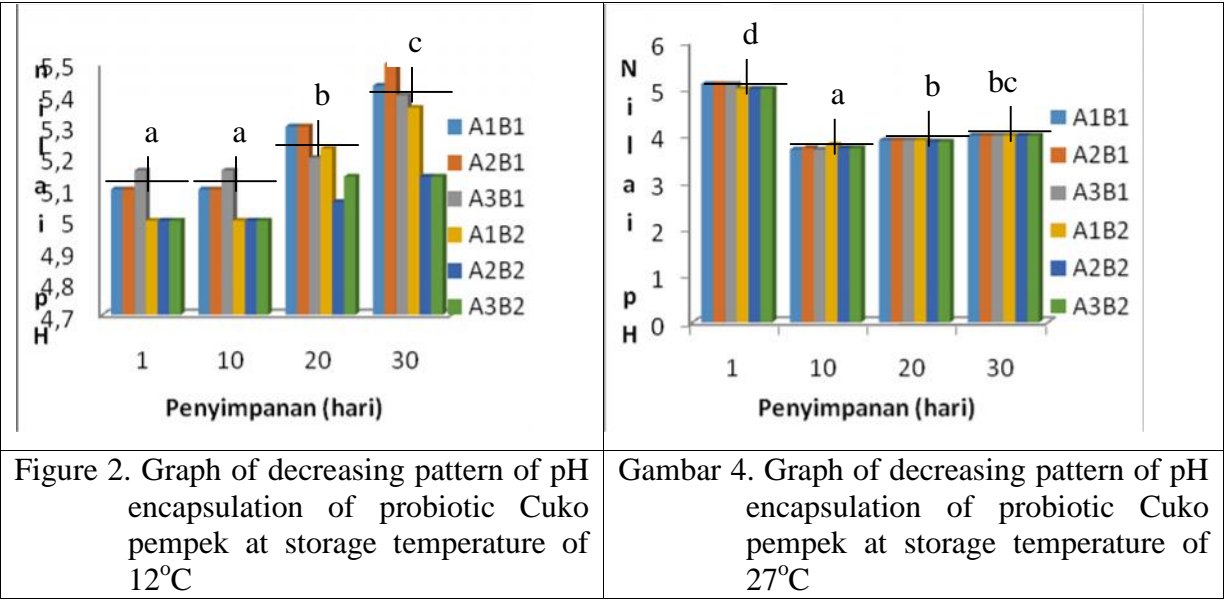 n i L a i p H
5,5
5,4
5,3
5,2
5,1
5
4,9
4,8
4,7
a
a
b
c
1 10 20 30
Penyimpanan (hari)
A1B1
A2B1
A3B1
A1B2
A2B2
A3B2
Figure 2. Graph of decreasing pattern of pH
encapsulation of probiotic Cuko
pempek at storage temperature of
12°C
N i l a i p H
6
5
4
3
2
1
0
d
a
b
bc
1 10 20 30
Penyimpanan (hari)
A1B1
A2B1
A3B1
A1B2
A2B2
A3B2
Gambar 4. Graph of decreasing pattern of pH
encapsulation of probiotic Cuko
pempek at storage temperature of
27°C